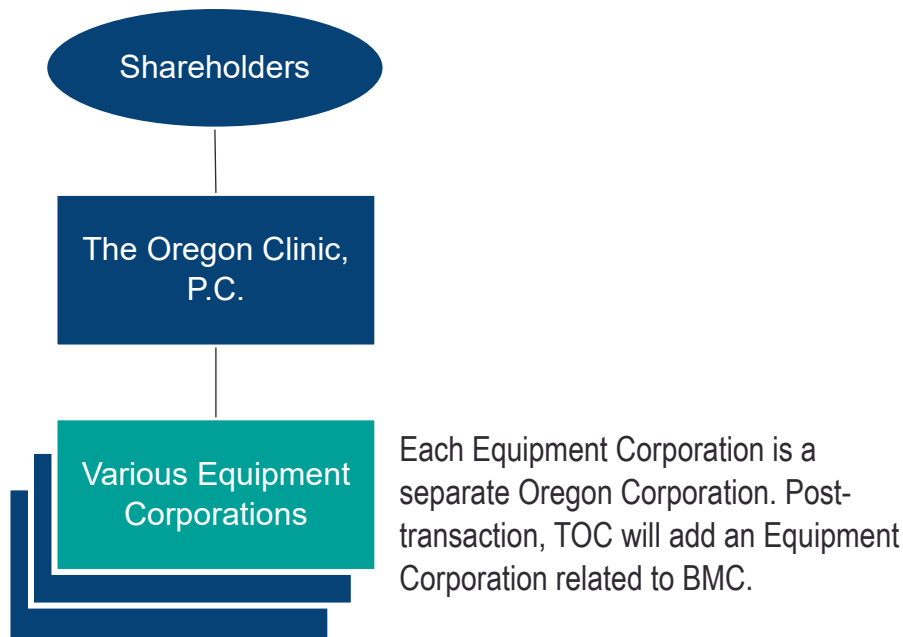 Shareholders
The Oregon Clinic,
P.C.
Various Equipment
Corporations
Each Equipment Corporation is a
separate Oregon Corporation. Post-
transaction, TOC will add an Equipment
Corporation related to BMC.